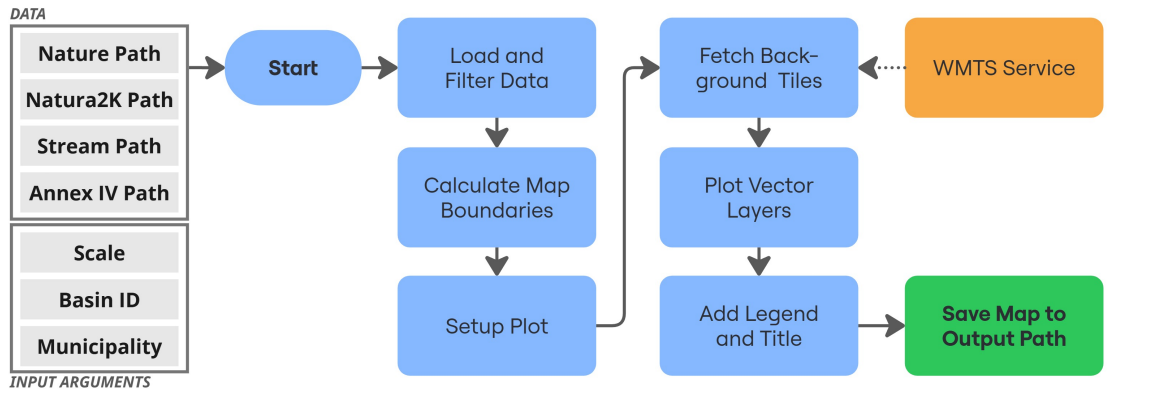 DATA
Nature Path
Natura2K Path
Stream Path
Annex IV Path
Scale
Basin ID
Municipality
INPUT ARGUMENTS
Start
Load and
Filter Data
Calculate Map
Boundaries
Setup Plot
Fetch Back-
ground Tiles
Plot Vector
Layers
Add Legend
and Title
WMTS Service
Save Map to
Output Path